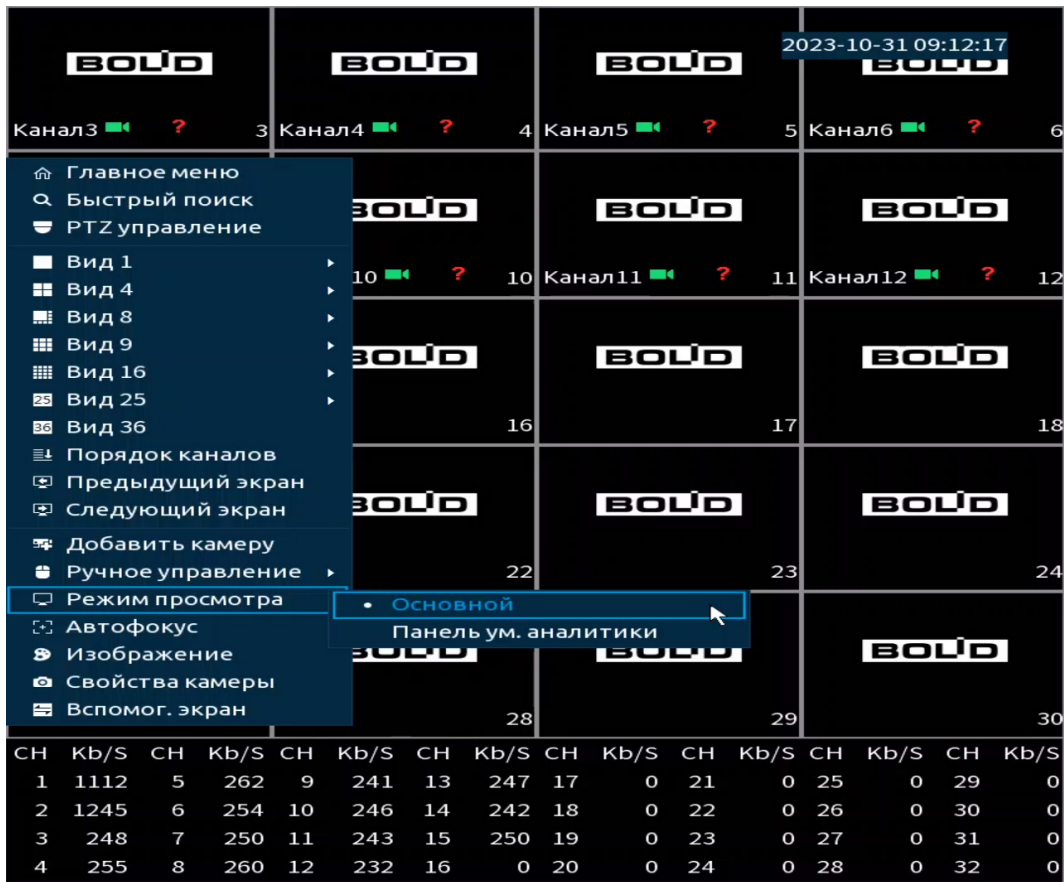 BOLID BOLID BOLID BOLID
2023-10-31 09:12:17
Канал3 ? 3 Канал4 ? 4 Канал5 ? 5 Канал6 ? 6
Главное меню
Быстрый поиск
PTZ управление
BOLID BOLID BOLID
Вид 1
10 ? 10 Канал11 ? 11 Канал12 ? 12
Вид 4
Вид 8
Вид 9
BOLID BOLID BOLID
Вид 16
25 Вид 25
36 Вид 36
16 17 18
Порядок каналов
Предыдущий экран
Следующий экран
BOLID BOLID BOLID
Добавить камеру
Ручное управление
22 23 24
Режим просмотра
Основной
Автофокус
Панель ум. аналитики
Изображение
BOLID BOLID BOLID
Свойства камеры
Вспомог. экран
28 29 30
CH Kb/S CH Kb/S CH Kb/S CH Kb/S CH Kb/S CH Kb/S CH Kb/S CH Kb/S
1 1112 5 262 9 241 13 247 17 0 21 0 25 0 29 0
2 1245 6 254 10 246 14 242 18 0 22 0 26 0 30 0
3 248 7 250 11 243 15 250 19 0 23 0 27 0 31 0
4 255 8 260 12 232 16 0 20 0 24 0 28 0 32 0